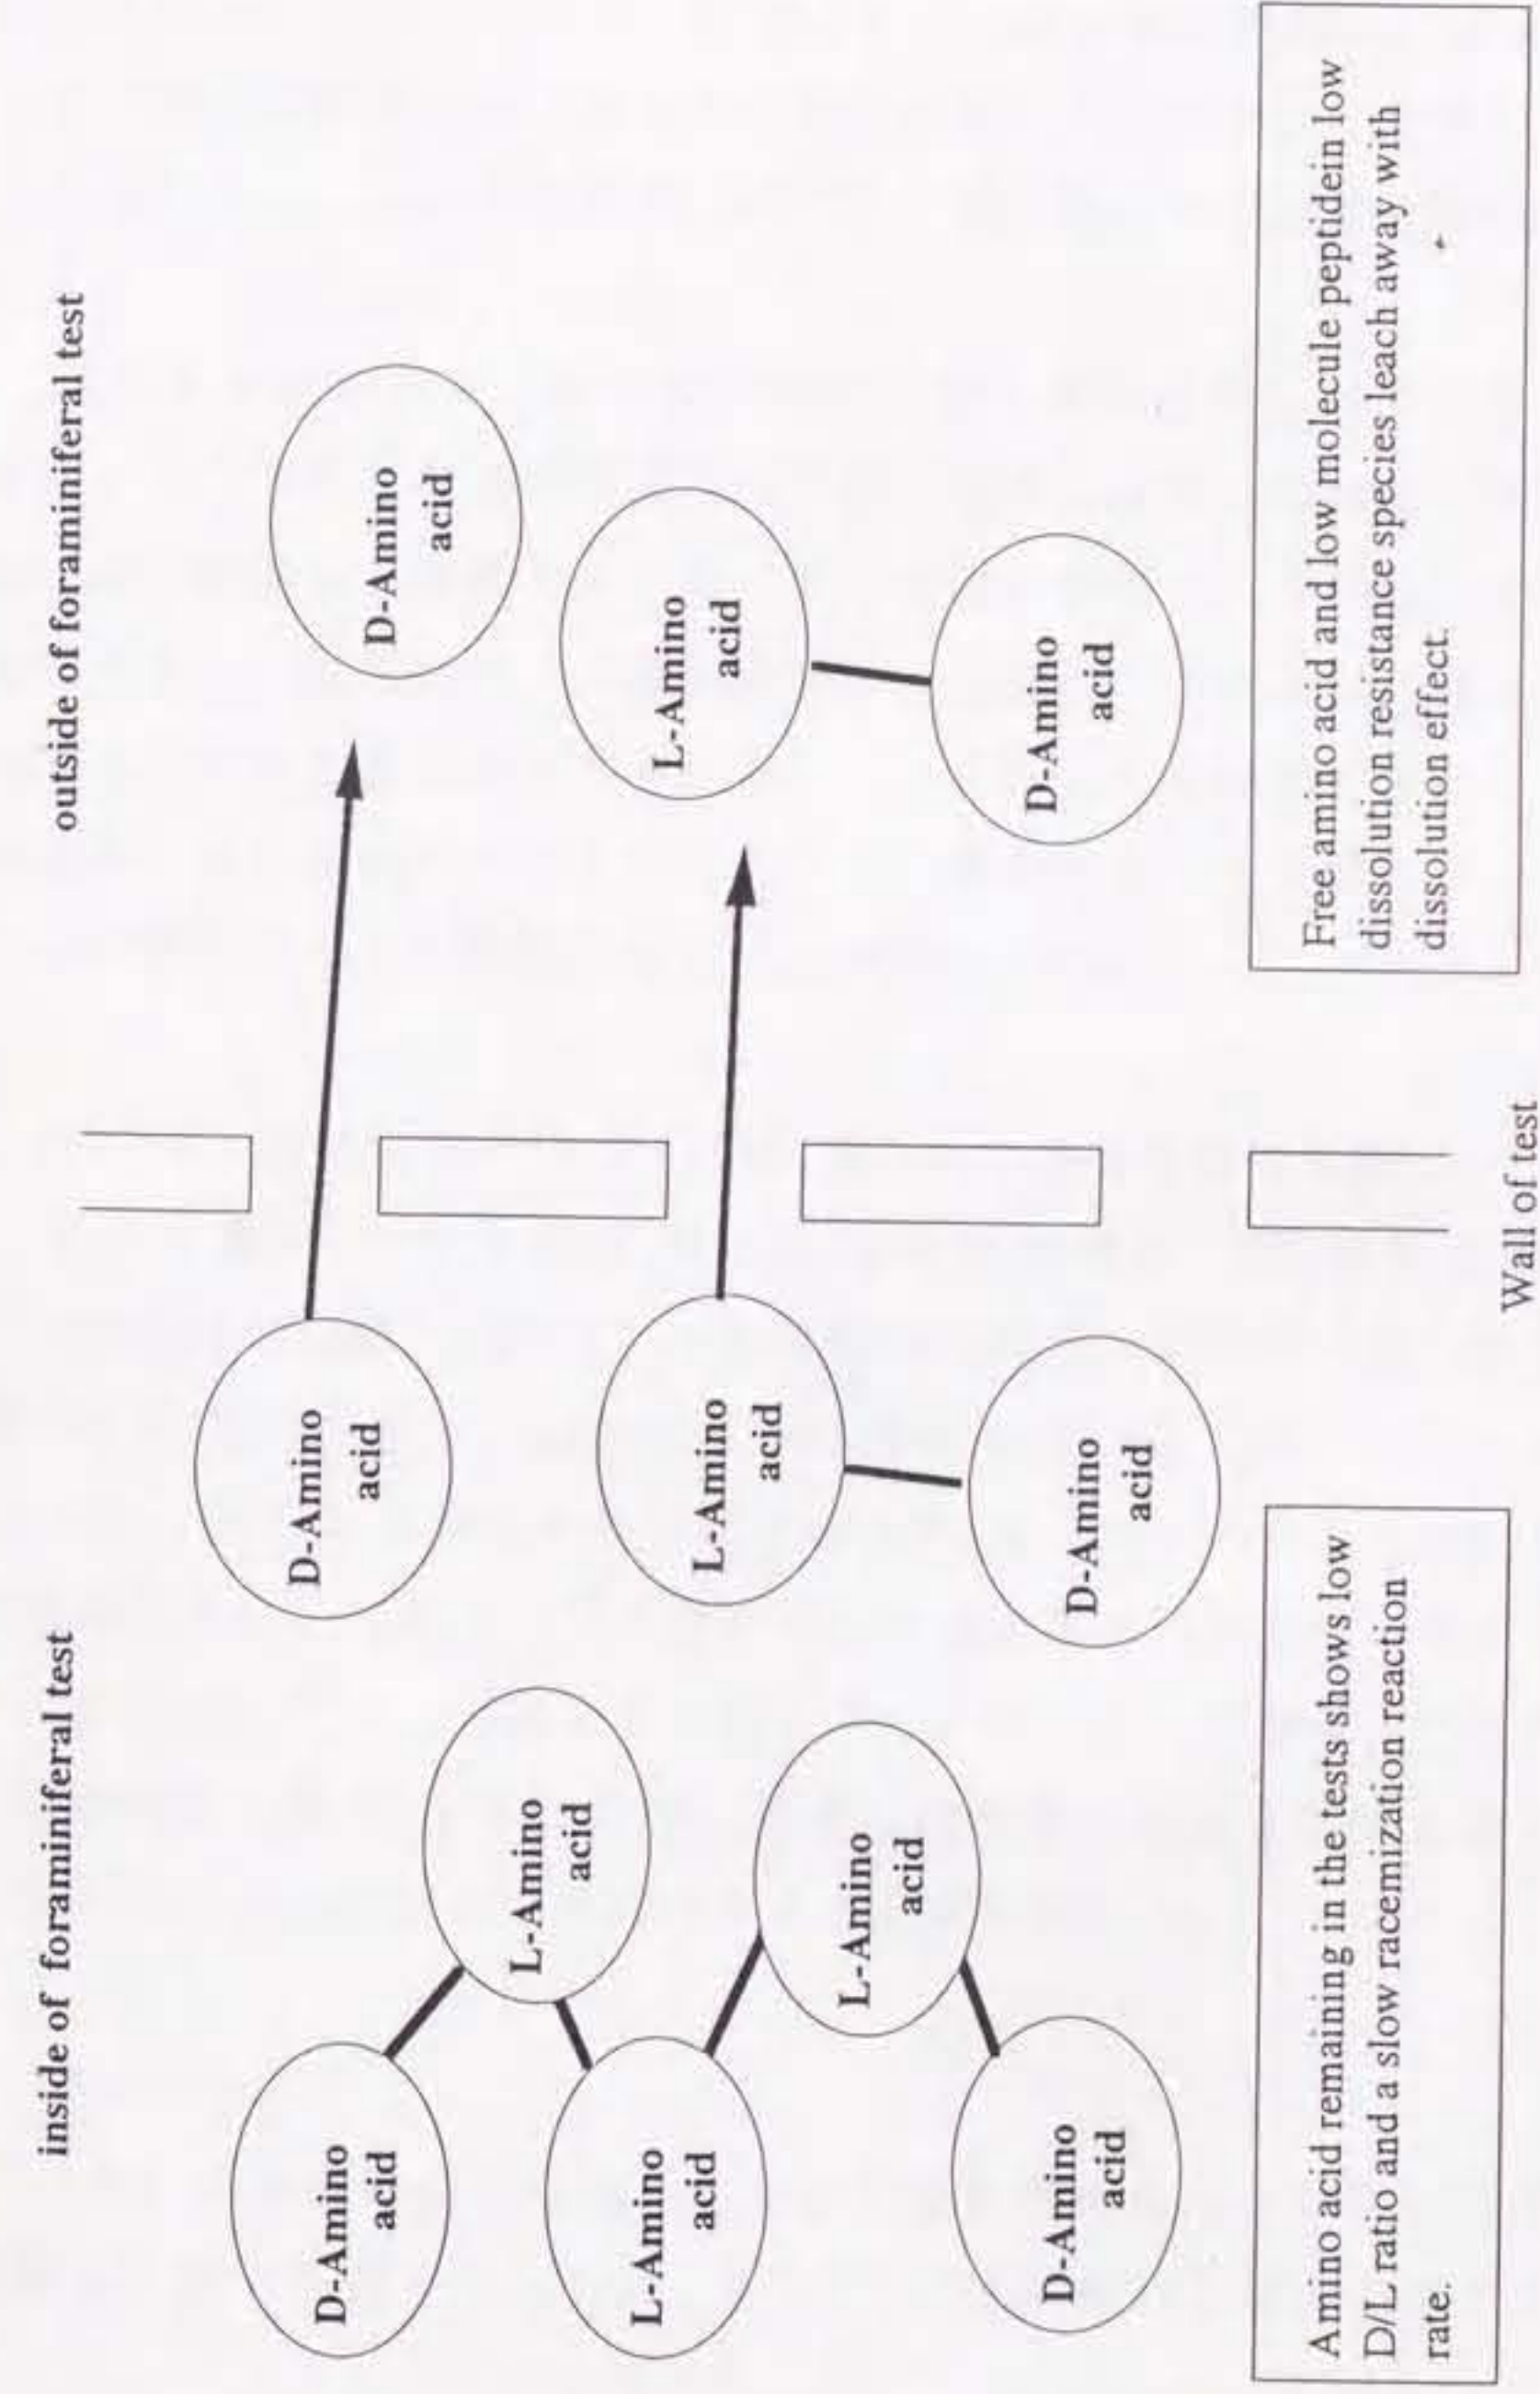 inside of foraminiferal test
outside of foraminiferal test
D-Amino
acid
L-Amino
acid
L-Amino
acid
L-Amino
acid
D-Amino
acid
D-Amino
acid
L-Amino
acid
D-Amino
acid
D-Amino
acid
L-Amino
acid
D-Amino
acid
Amino acid remaining in the tests shows low
D/L ratio and a slow racemization reaction
rate.
Wall of test
Free amino acid and low molecule peptidein low
dissolution resistance species leach away with
dissolution effect.